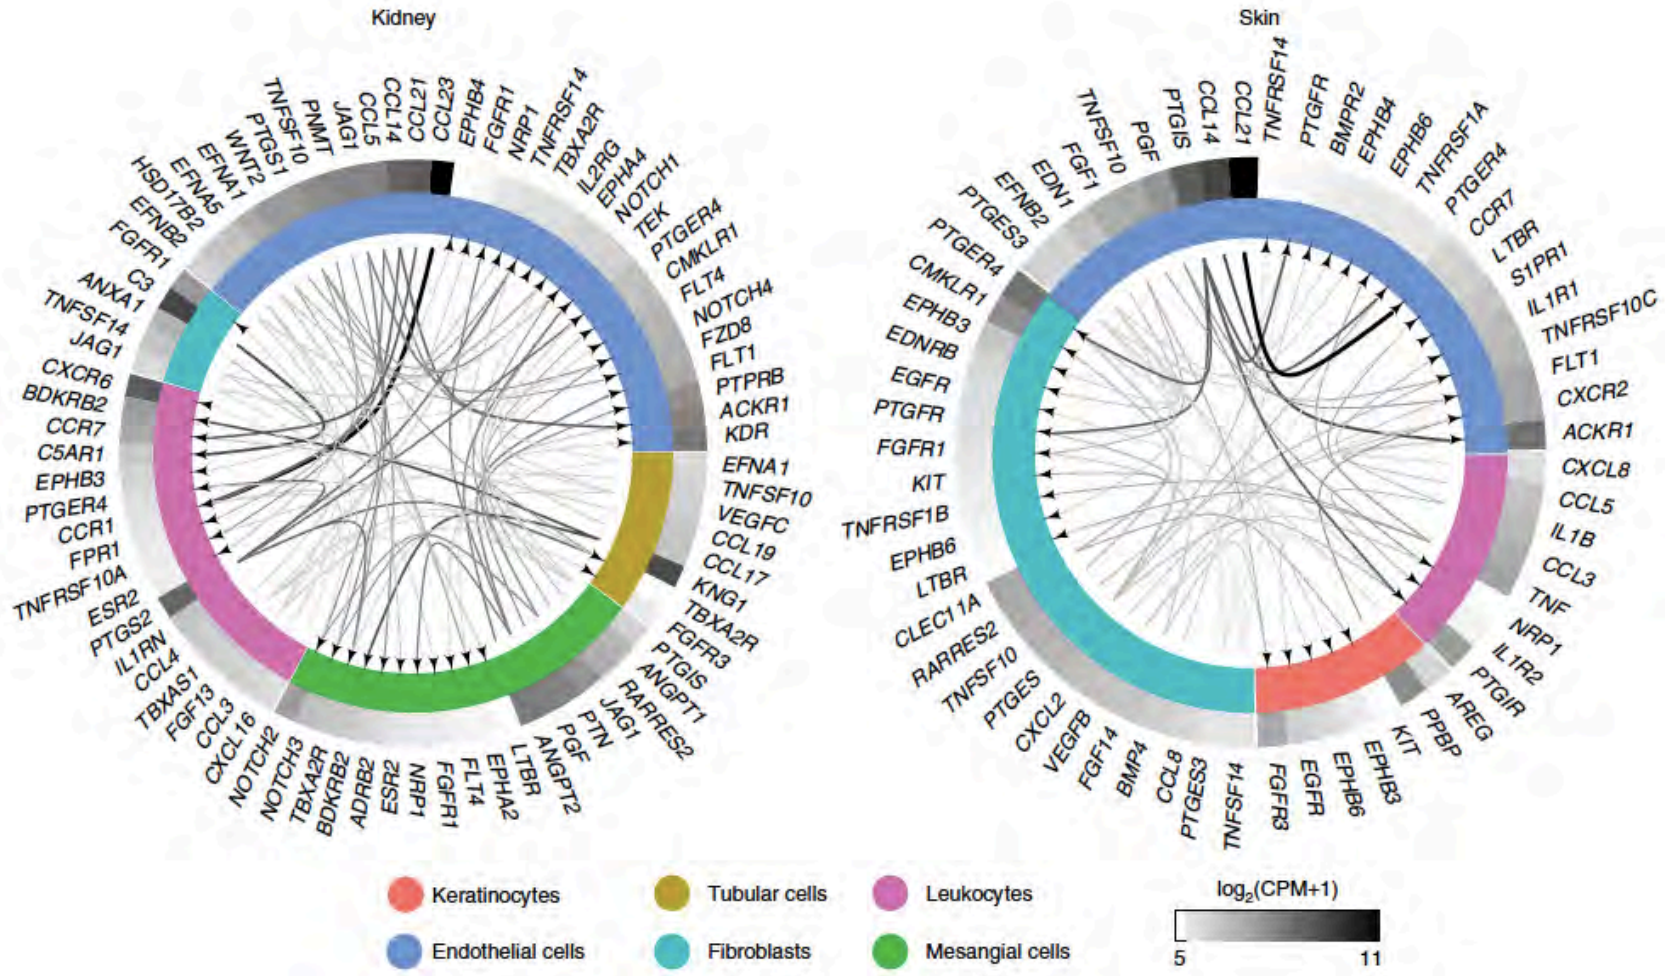 Kidney
Skin
FGFR1
EFNB2
HSD17B2
EFNA5
EFNA1
WNT2
PTGS1
TNFSF10
PNMT
JAG1
CCL5
CCL14
CCL21
CCL23
EPHB4
FGFR1
NRP1
TNFRSF14
TBXA2R
IL2RG
EPHA4
NOTCH1
TEK
PTGER4
CMKLR1
FLT4
NOTCH4
FZD8
FLT1
PTPRB
ACKR1
KDR
EFNA1
TNFSF10
VEGFC
CCL19
CCL17
KNG1
TBXA2R
FGFR3
PTGIS
ANGPT1
RARRES2
JAG1
PTN
PGF
ANGPT2
LTBR
EPHA2
FLT4
FGFR1
NRP1
ESR2
ADRB2
BDKRB2
TBXA2R
NOTCH3
NOTCH2
CXCL16
CCL3
FGF13
TBXAS1
CCL4
IL1RN
PTGS2
ESR2
TNFRSF10A
FPR1
CCR1
PTGER4
EPHB3
C5AR1
CCR7
BDKRB2
CXCR6
JAG1
TNFSF14
ANXA1
C3
PTGES3
EFNB2
EDN1
FGF1
TNFSF10
PGF
PTGIS
CCL14
CCL21
TNFRSF14
PTGFR
BMPR2
EPHB4
EPHB6
TNFRSF1A
PTGER4
CCR7
LTBR
S1PR1
IL1R1
TNFRSF10C
FLT1
CXCR2
ACKR1
CXCL8
CCL5
IL1B
CCL3
TNF
NRP1
IL1R2
PTGIR
AREG
PPBP
KIT
EPHB3
EPHB6
EGFR
FGFR3
TNFSF14
PTGES3
CCL8
BMP4
FGF14
VEGFB
CXCL2
PTGES
TNFSF10
RARRES2
CLEC11A
LTBR
EPHB6
TNFRSF1B
KIT
FGFR1
PTGFR
EGFR
EDNRB
EPHB3
CMKLR1
PTGER4
Keratinocytes
Tubular cells
Leukocytes
Endothelial cells
Fibroblasts
Mesangial cells
log2(CPM+1)
5 11